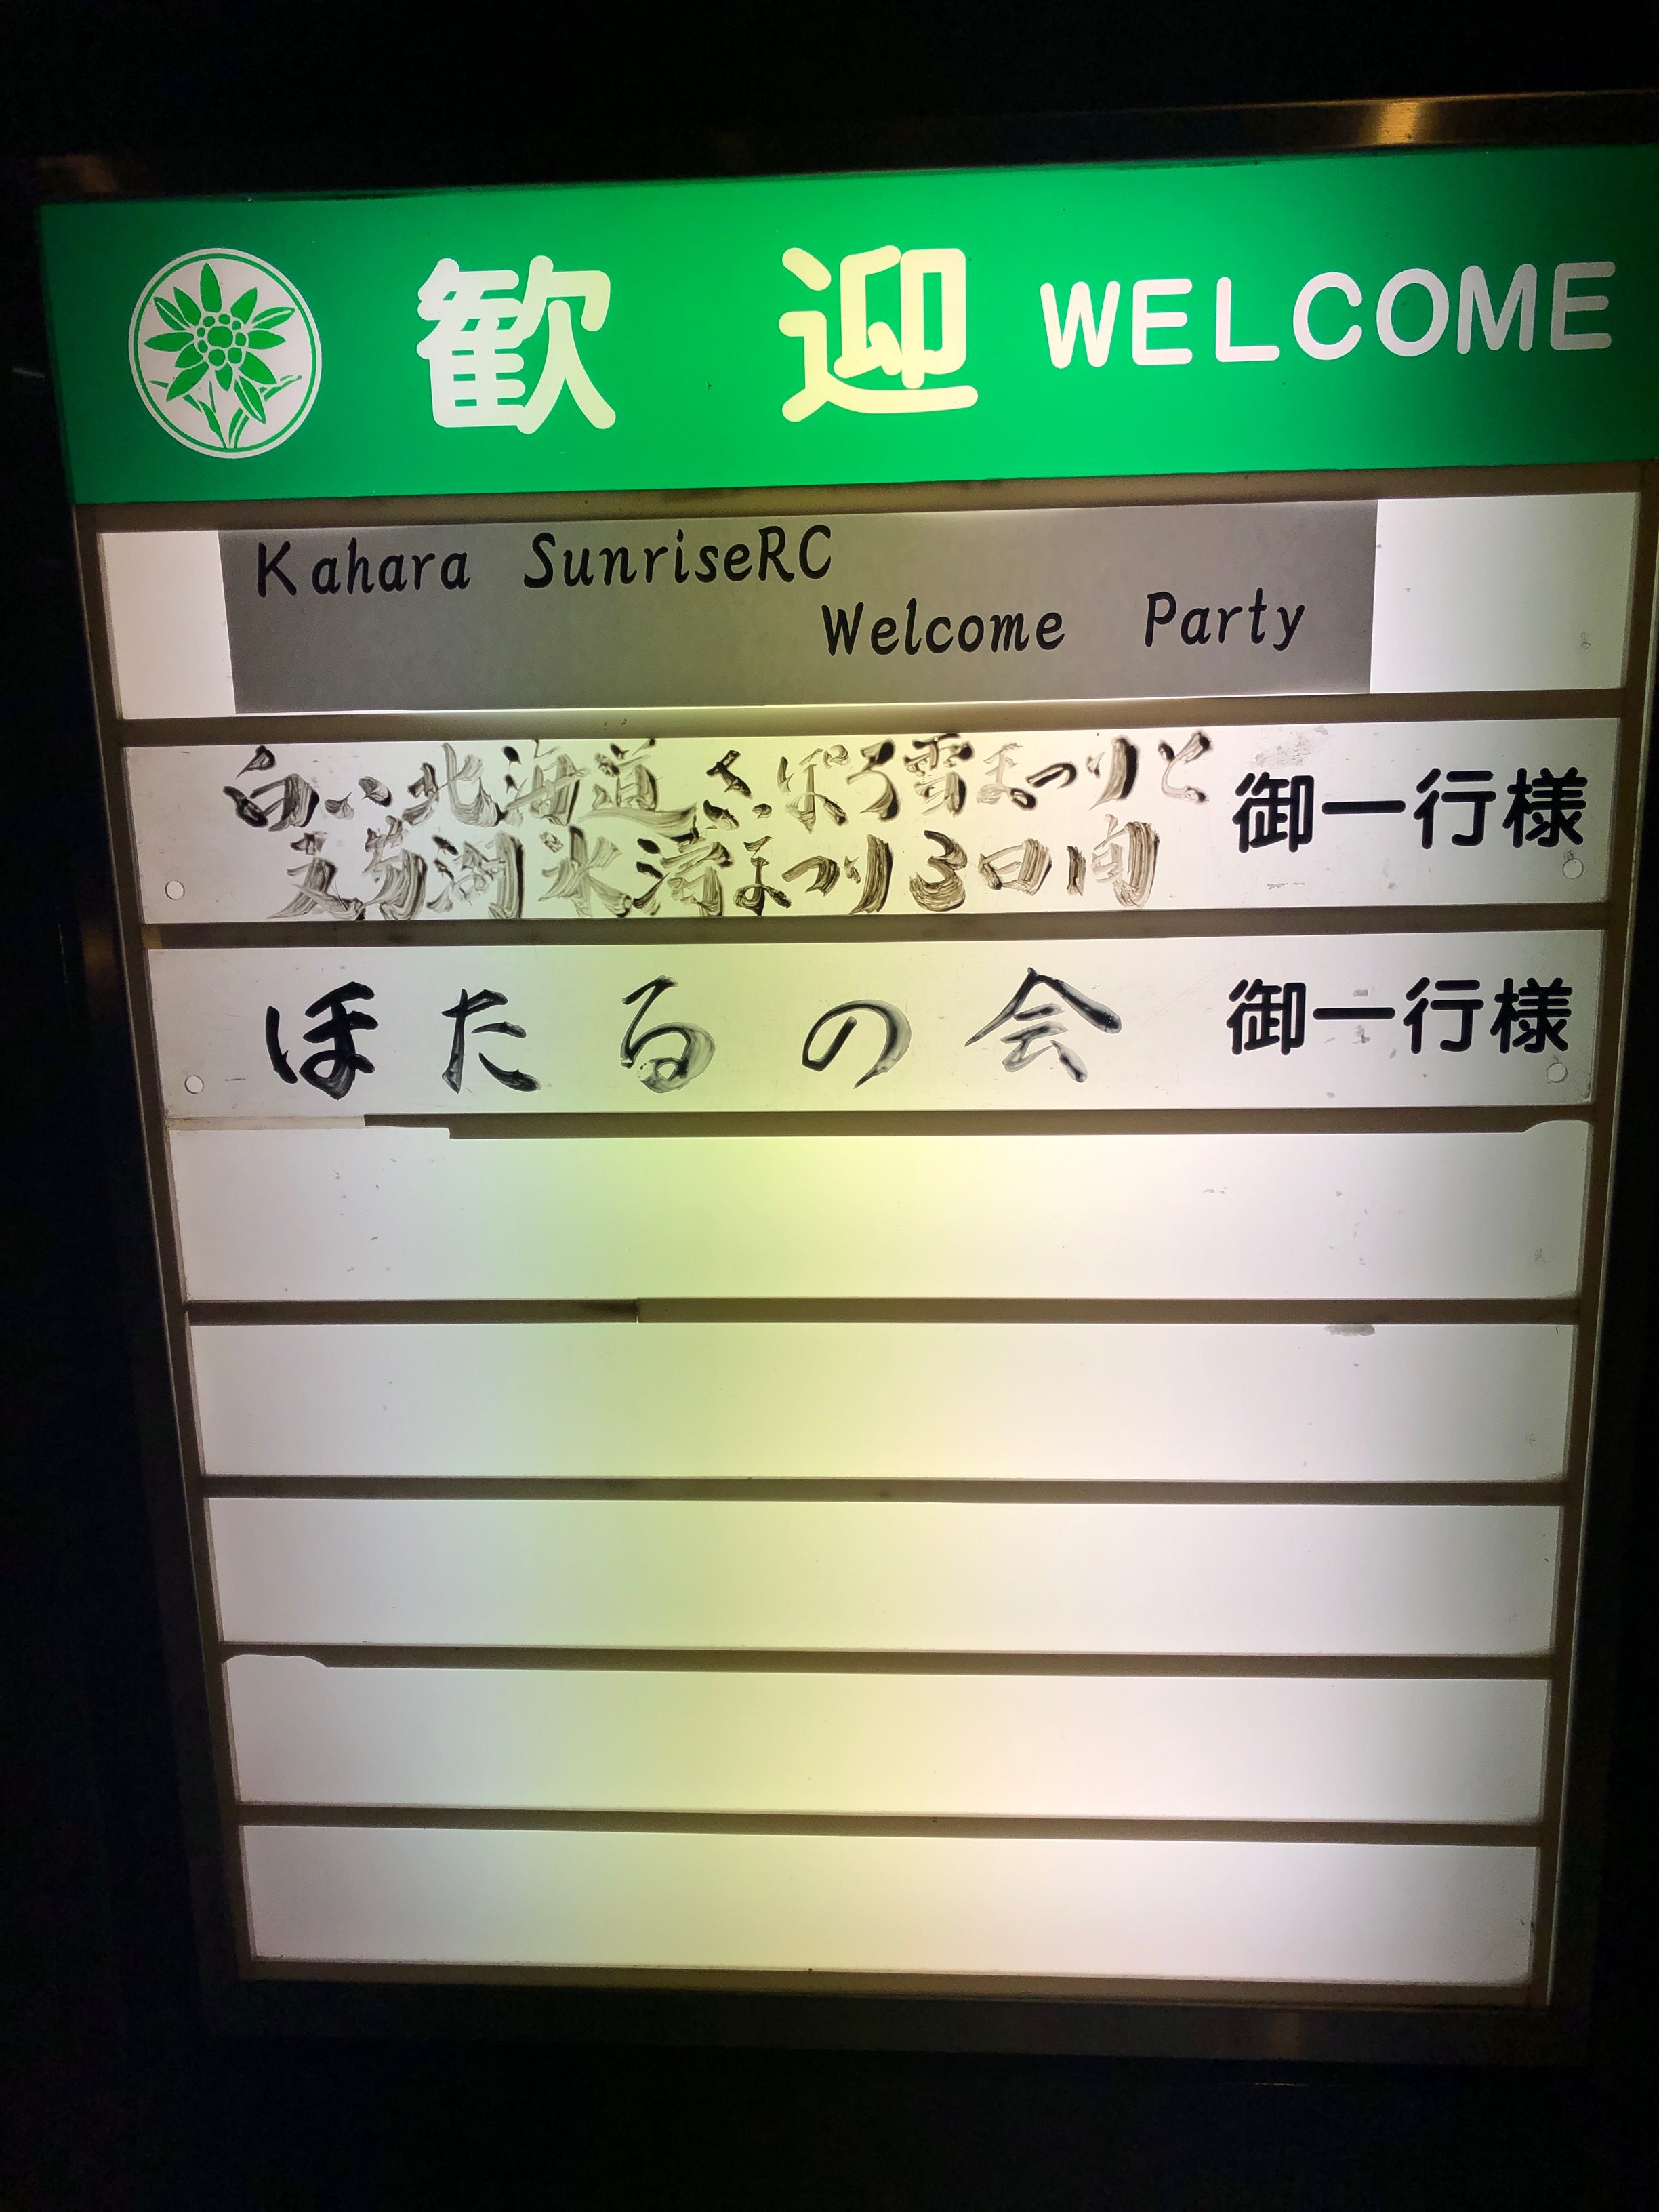 歓迎 WELCOME
Kahara SunriseRC
Welcome Party
白い北海道 さっぽろ雪まつりと
支笏湖氷濤まつり3日間 御一行様
ほたるの会 御一行様